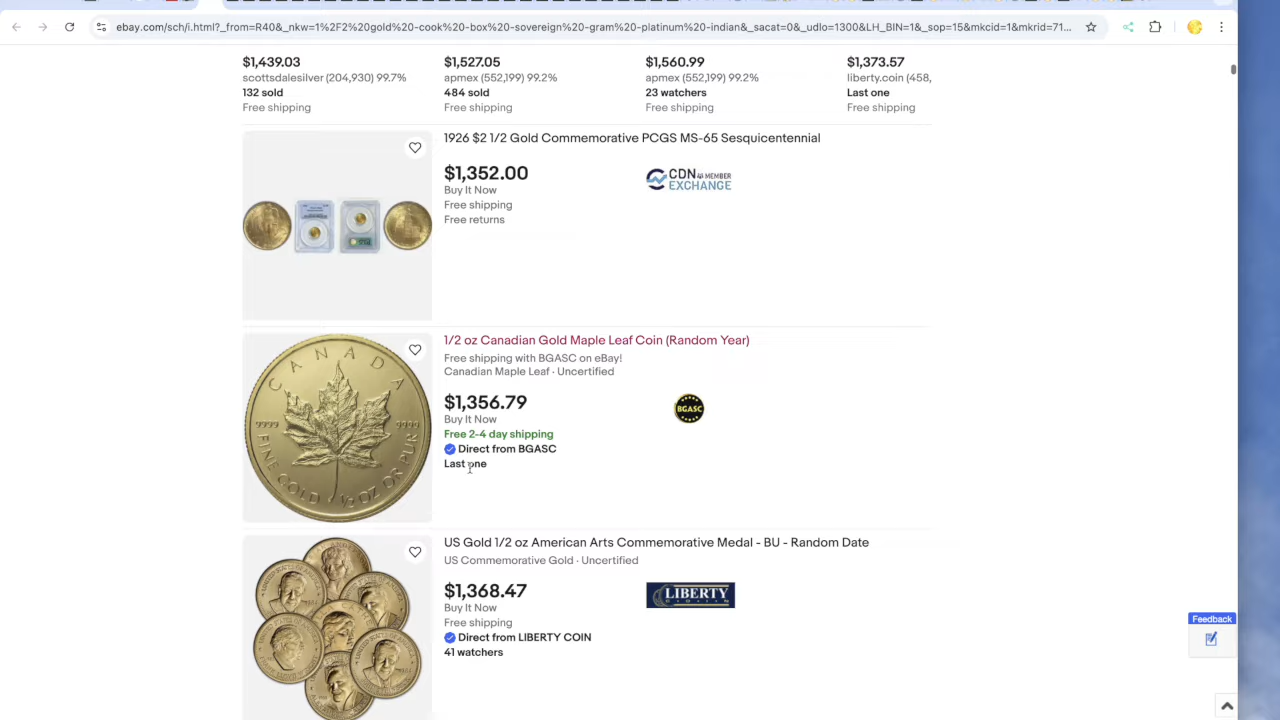 ebay.com/sch/i.html?_from=R40&_nkw=1%2F2%20-gold%20-cook%20-box%20-sovereign%20-gram%20-platinum%20-indian&_sacat=0&_udlo=1300&LH_BIN=1&_sop=15&mkcid=1&mkrid=71...
$1,439.03
scottsdalesilver (204,930) 99.7%
132 sold
Free shipping
$1,527.05
apmex (552,199) 99.2%
484 sold
Free shipping
$1,560.99
apmex (552,199) 99.2%
23 watchers
Free shipping
$1,373.57
liberty.coin (458,
Last one
Free shipping
1926 $2 1/2 Gold Commemorative PCGS MS-65 Sesquicentennial
$1,352.00
Buy It Now
Free shipping
Free returns
CDN MEMBER
EXCHANGE
1/2 oz Canadian Gold Maple Leaf Coin (Random Year)
Free shipping with BGASC on eBay!
Canadian Maple Leaf · Uncertified
$1,356.79
Buy It Now
Free 2-4 day shipping
Direct from BGASC
Last one
BGASC
CANADA
9999 9999
FINE GOLD 1/2 OZ OR PUR
US Gold 1/2 oz American Arts Commemorative Medal - BU - Random Date
US Commemorative Gold · Uncertified
$1,368.47
Buy It Now
Free shipping
Direct from LIBERTY COIN
41 watchers
LIBERTY
Feedback